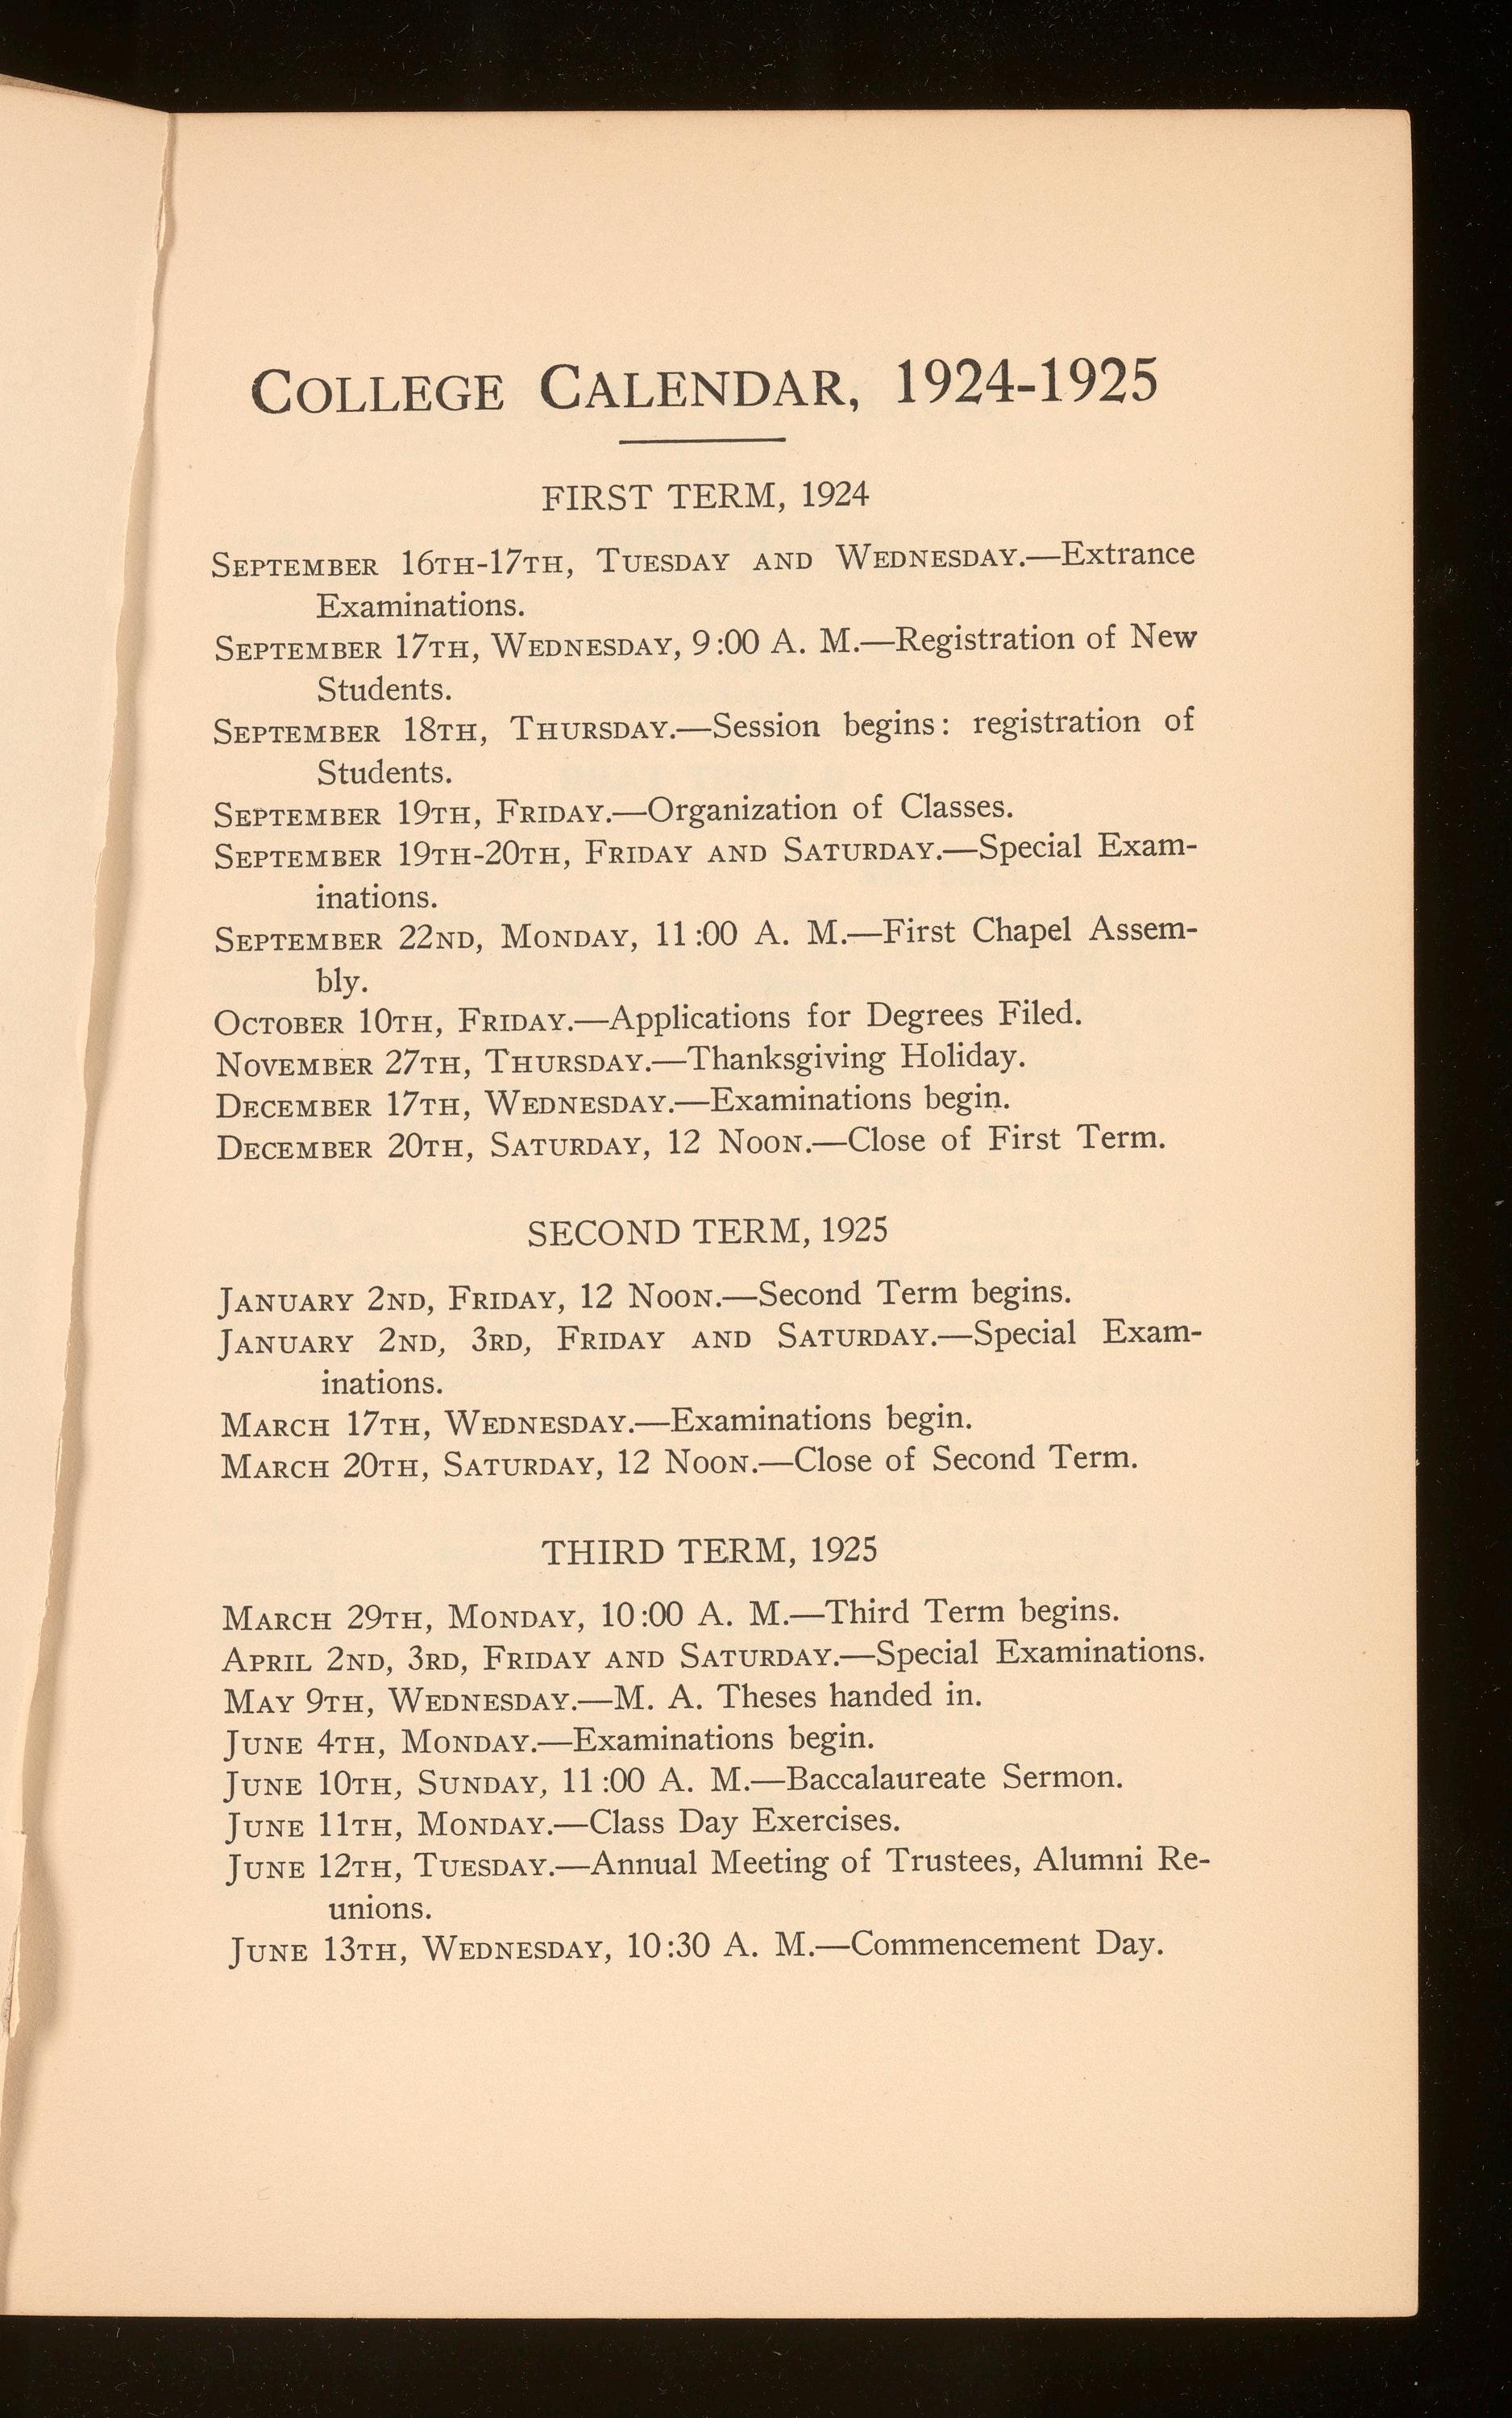 COLLEGE CALENDAR, 1924-1925
FIRST TERM, 1924
SEPTEMBER 16TH-17TH, TUESDAY AND WEDNESDAY.—Extrance
Examinations.
SEPTEMBER 17TH, WEDNESDAY, 9:00 A. M.—Registration of New
Students.
SEPTEMBER 18TH, THURSDAY.—Session begins: registration of
Students.
SEPTEMBER 19TH, FRIDAY.—Organization of Classes.
SEPTEMBER 19TH-20TH, FRIDAY AND SATURDAY.—Special Exam-
inations.
SEPTEMBER 22ND, MONDAY, 11:00 A. M.—First Chapel Assem-
bly.
OCTOBER 10TH, FRIDAY.—Applications for Degrees Filed.
NOVEMBER 27TH, THURSDAY.—Thanksgiving Holiday.
DECEMBER 17TH, WEDNESDAY.—Examinations begin.
DECEMBER 20TH, SATURDAY, 12 NOON.—Close of First Term.
SECOND TERM, 1925
JANUARY 2ND, FRIDAY, 12 NOON.—Second Term begins.
JANUARY 2ND, 3RD, FRIDAY AND SATURDAY.—Special Exam-
inations.
MARCH 17TH, WEDNESDAY.—Examinations begin.
MARCH 20TH, SATURDAY, 12 NOON.—Close of Second Term.
THIRD TERM, 1925
MARCH 29TH, MONDAY, 10:00 A. M.—Third Term begins.
APRIL 2ND, 3RD, FRIDAY AND SATURDAY.—Special Examinations.
MAY 9TH, WEDNESDAY.—M. A. Theses handed in.
JUNE 4TH, MONDAY.—Examinations begin.
JUNE 10TH, SUNDAY, 11:00 A. M.—Baccalaureate Sermon.
JUNE 11TH, MONDAY.—Class Day Exercises.
JUNE 12TH, TUESDAY.—Annual Meeting of Trustees, Alumni Re-
unions.
JUNE 13TH, WEDNESDAY, 10:30 A. M.—Commencement Day.